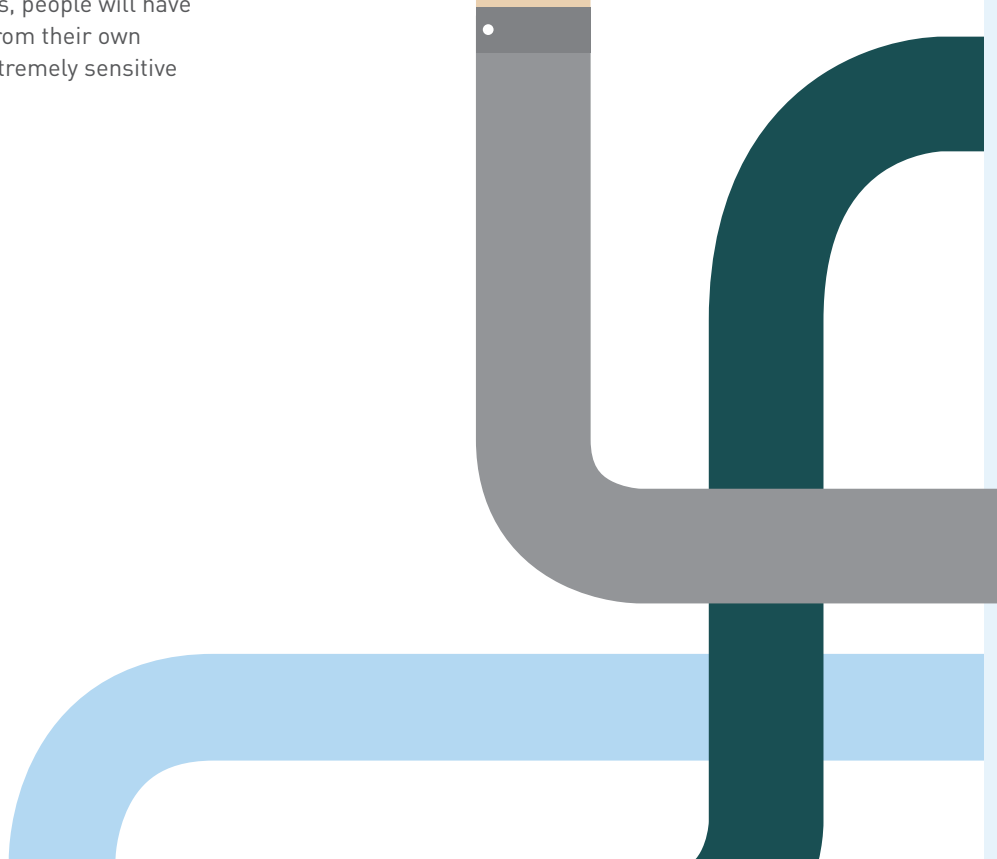 s, people will have
rom their own
tremely sensitive